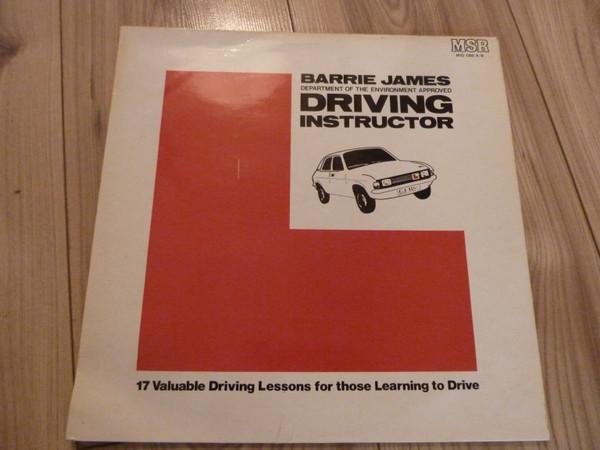 MSR
BARRIE JAMES
DEPARTMENT OF THE ENVIRONMENT APPROVED
DRIVING
INSTRUCTOR
17 Valuable Driving Lessons for those Learning to Drive